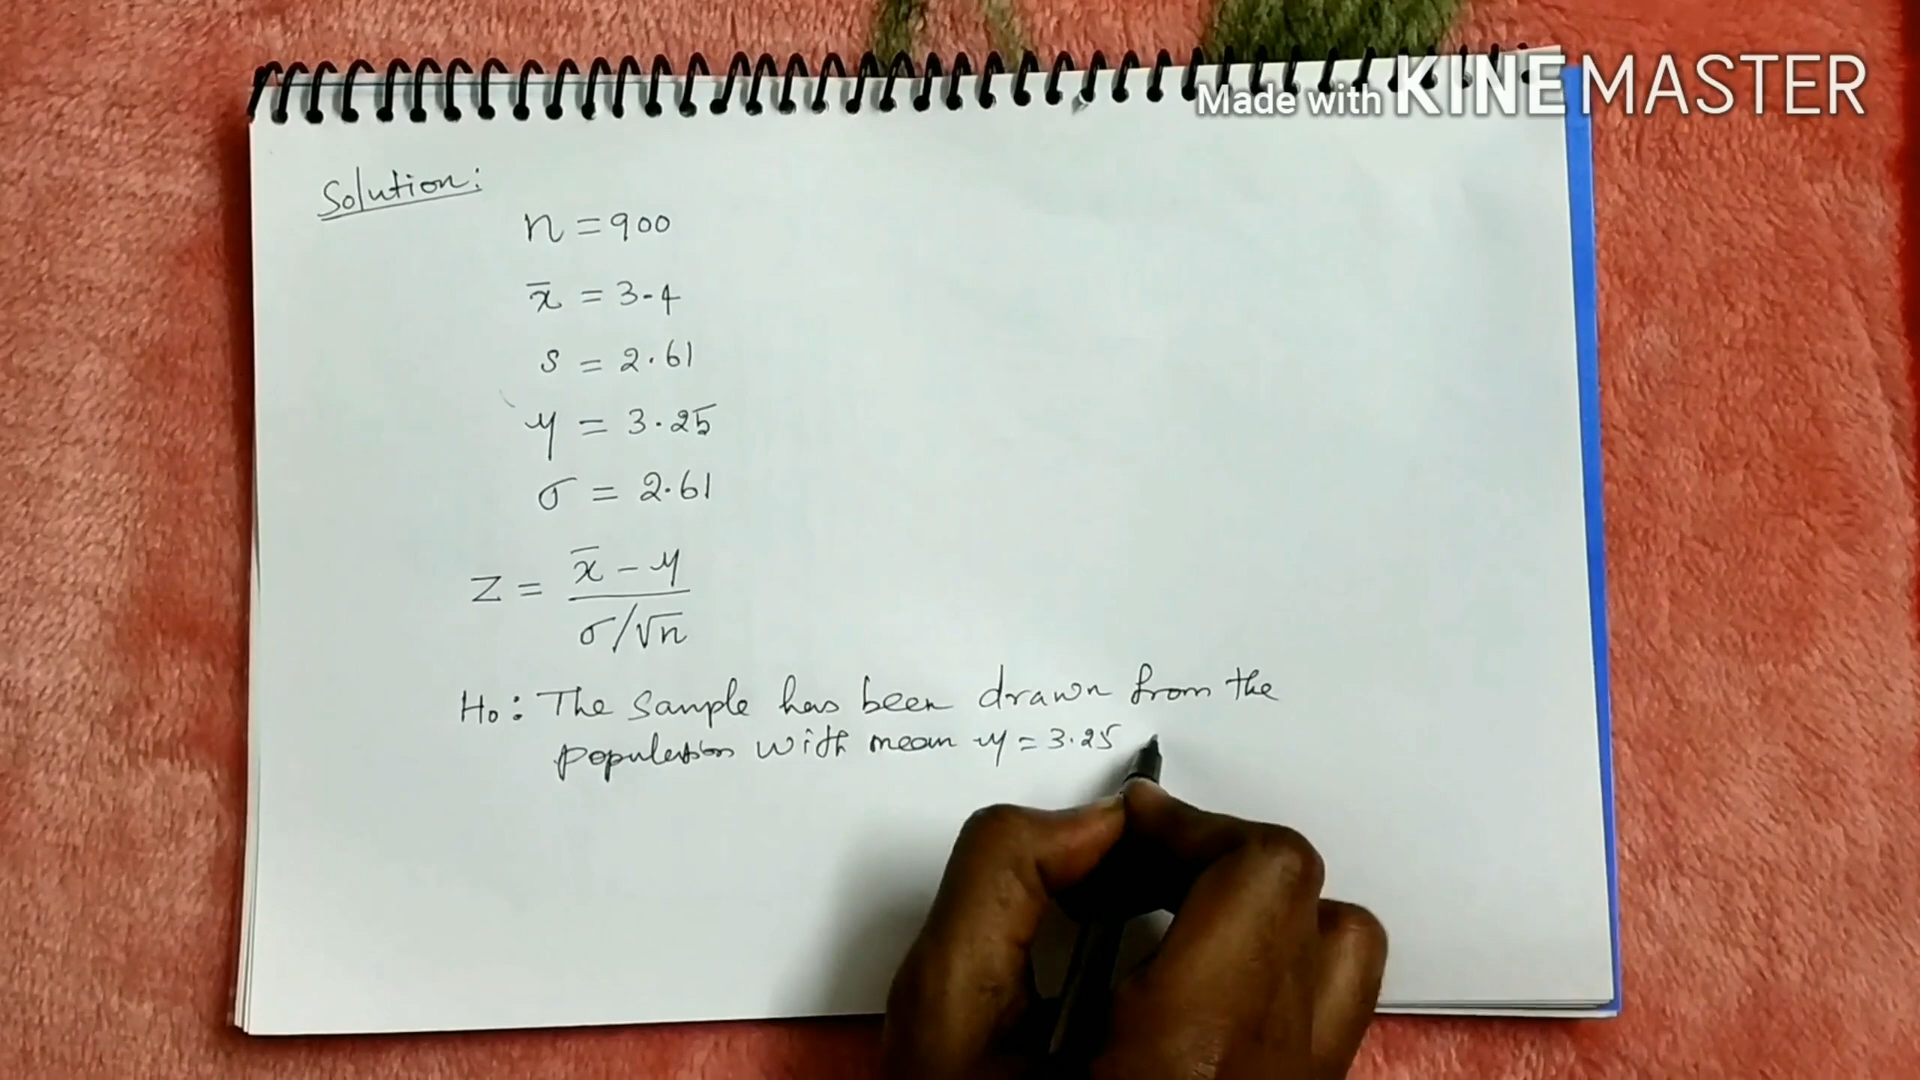 Made with KINEMASTER
Solution:
n = 900
x̄ = 3.4
s = 2.61
μ = 3.25
σ = 2.61
Z = (x̄ - μ) / (σ/√n)
H₀: The sample has been drawn from the
population with mean μ = 3.25